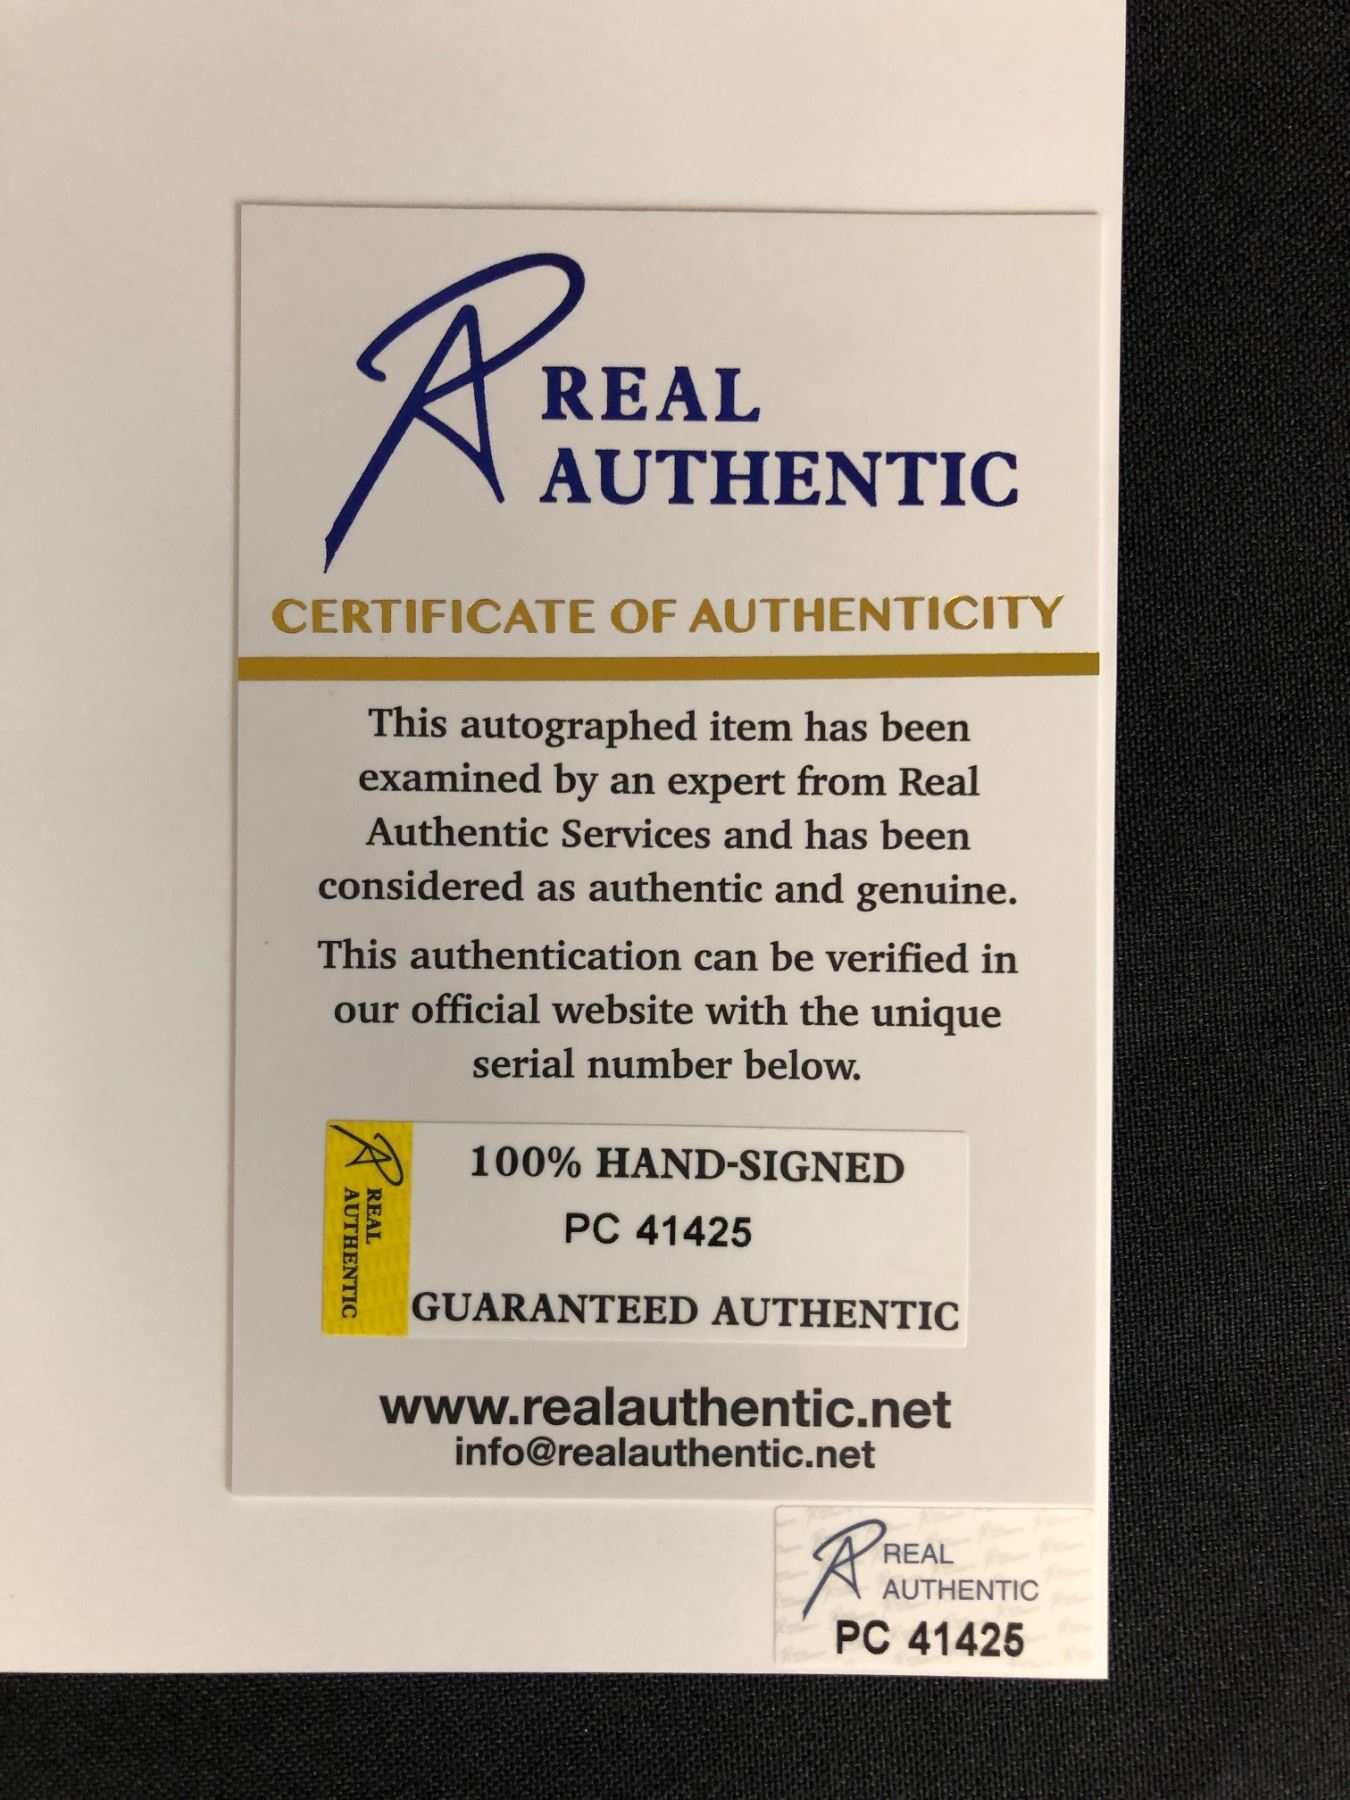 REAL
AUTHENTIC
CERTIFICATE OF AUTHENTICITY
This autographed item has been
examined by an expert from Real
Authentic Services and has been
considered as authentic and genuine.
This authentication can be verified in
our official website with the unique
serial number below.
REAL
AUTHENTIC
100% HAND-SIGNED
PC 41425
GUARANTEED AUTHENTIC
www.realauthentic.net
info@realauthentic.net
REAL
AUTHENTIC
PC 41425